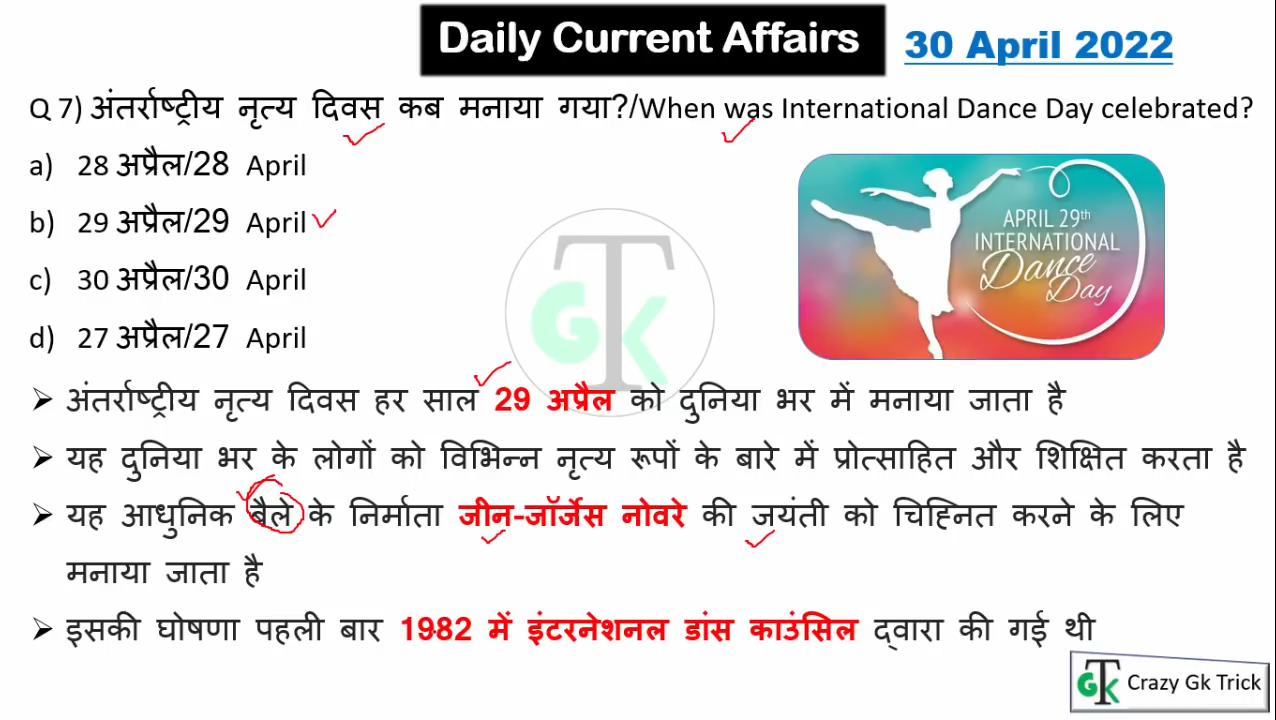 Daily Current Affairs
30 April 2022
Q 7) अंतर्राष्ट्रीय नृत्य दिवस कब मनाया गया?/When was International Dance Day celebrated?
a) 28 अप्रैल/28 April
b) 29 अप्रैल/29 April
c) 30 अप्रैल/30 April
d) 27 अप्रैल/27 April
APRIL 29th
INTERNATIONAL
Dance
Day
GTK
➢ अंतर्राष्ट्रीय नृत्य दिवस हर साल 29 अप्रैल को दुनिया भर में मनाया जाता है
➢ यह दुनिया भर के लोगों को विभिन्न नृत्य रूपों के बारे में प्रोत्साहित और शिक्षित करता है
➢ यह आधुनिक बैले के निर्माता जीन-जॉर्जेस नोवरे की जयंती को चिह्नित करने के लिए
मनाया जाता है
➢ इसकी घोषणा पहली बार 1982 में इंटरनेशनल डांस काउंसिल द्वारा की गई थी
GTK Crazy Gk Trick